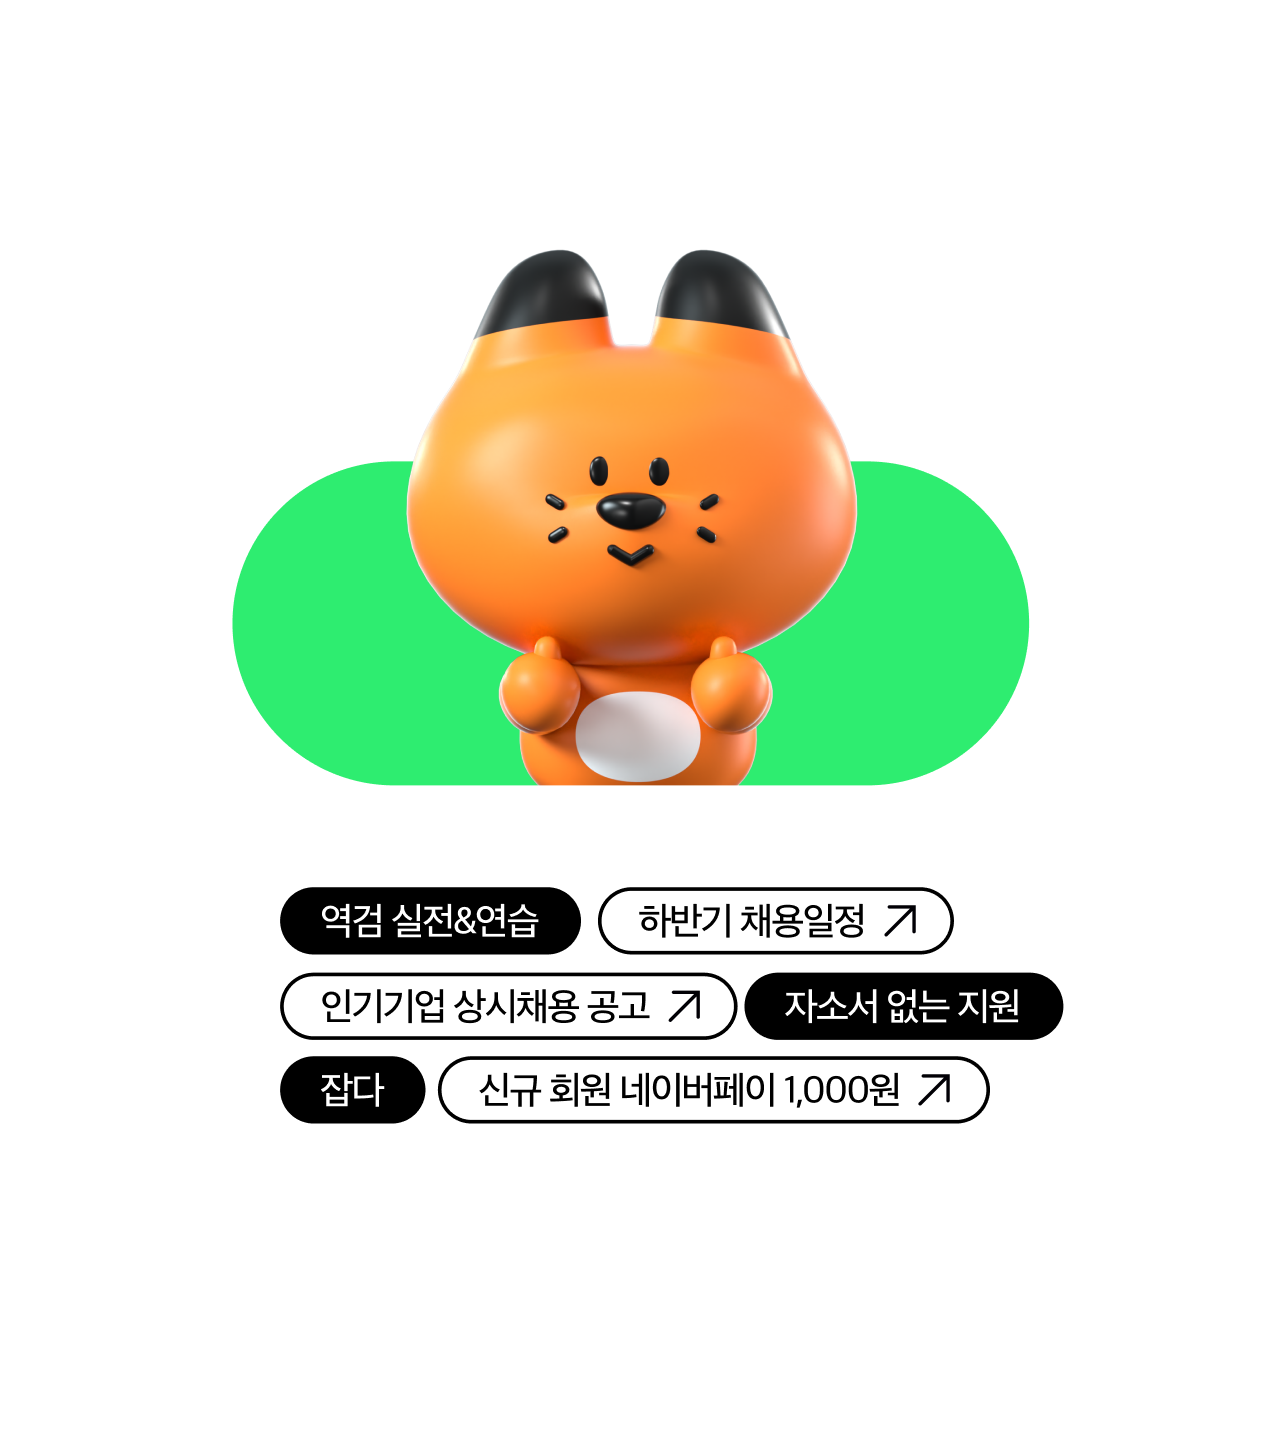 역검 실전&연습 하반기 채용일정
인기기업 상시채용 공고 자소서 없는 지원
잡다 신규 회원 네이버페이 1,000원